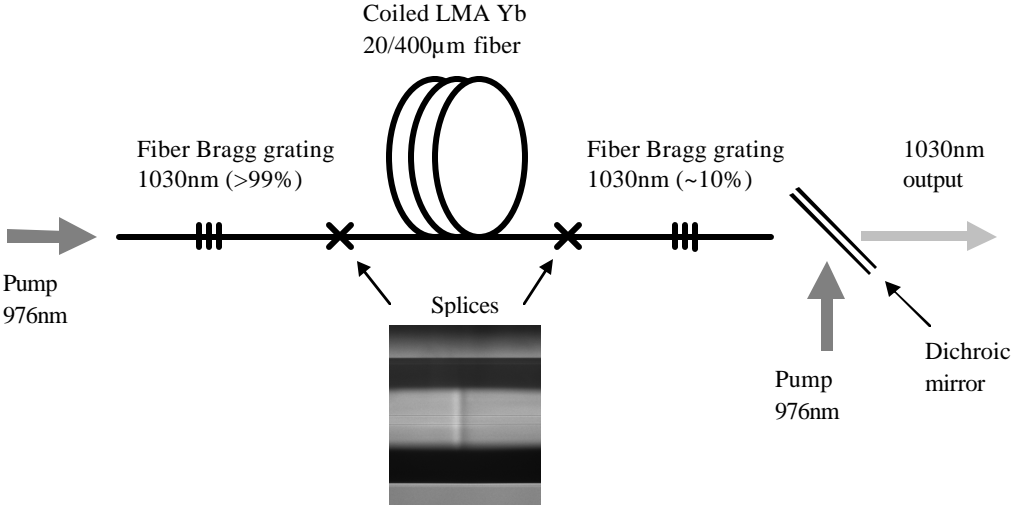 Coiled LMA Yb
20/400µm fiber
Fiber Bragg grating
1030nm (>99%)
Fiber Bragg grating
1030nm (~10%)
1030nm
output
Pump
976nm
Splices
Pump
976nm
Dichroic
mirror